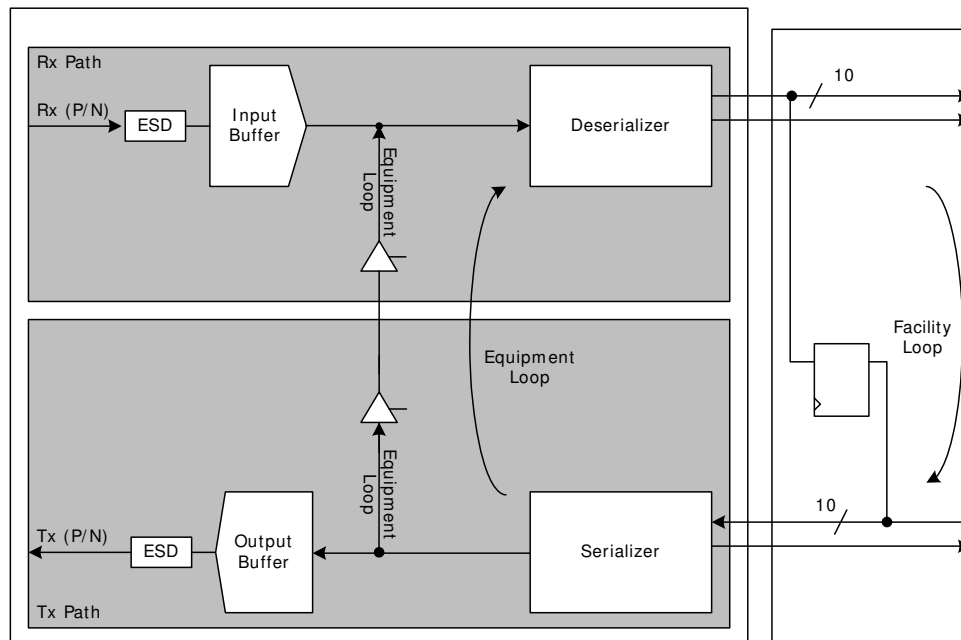 Rx Path
10
Rx (P/N)
ESD
Input
Buffer
Deserializer
Equipment
Loop
Equipment
Loop
Facility
Loop
Equipment
Loop
10
Tx (P/N)
ESD
Output
Buffer
Serializer
Tx Path